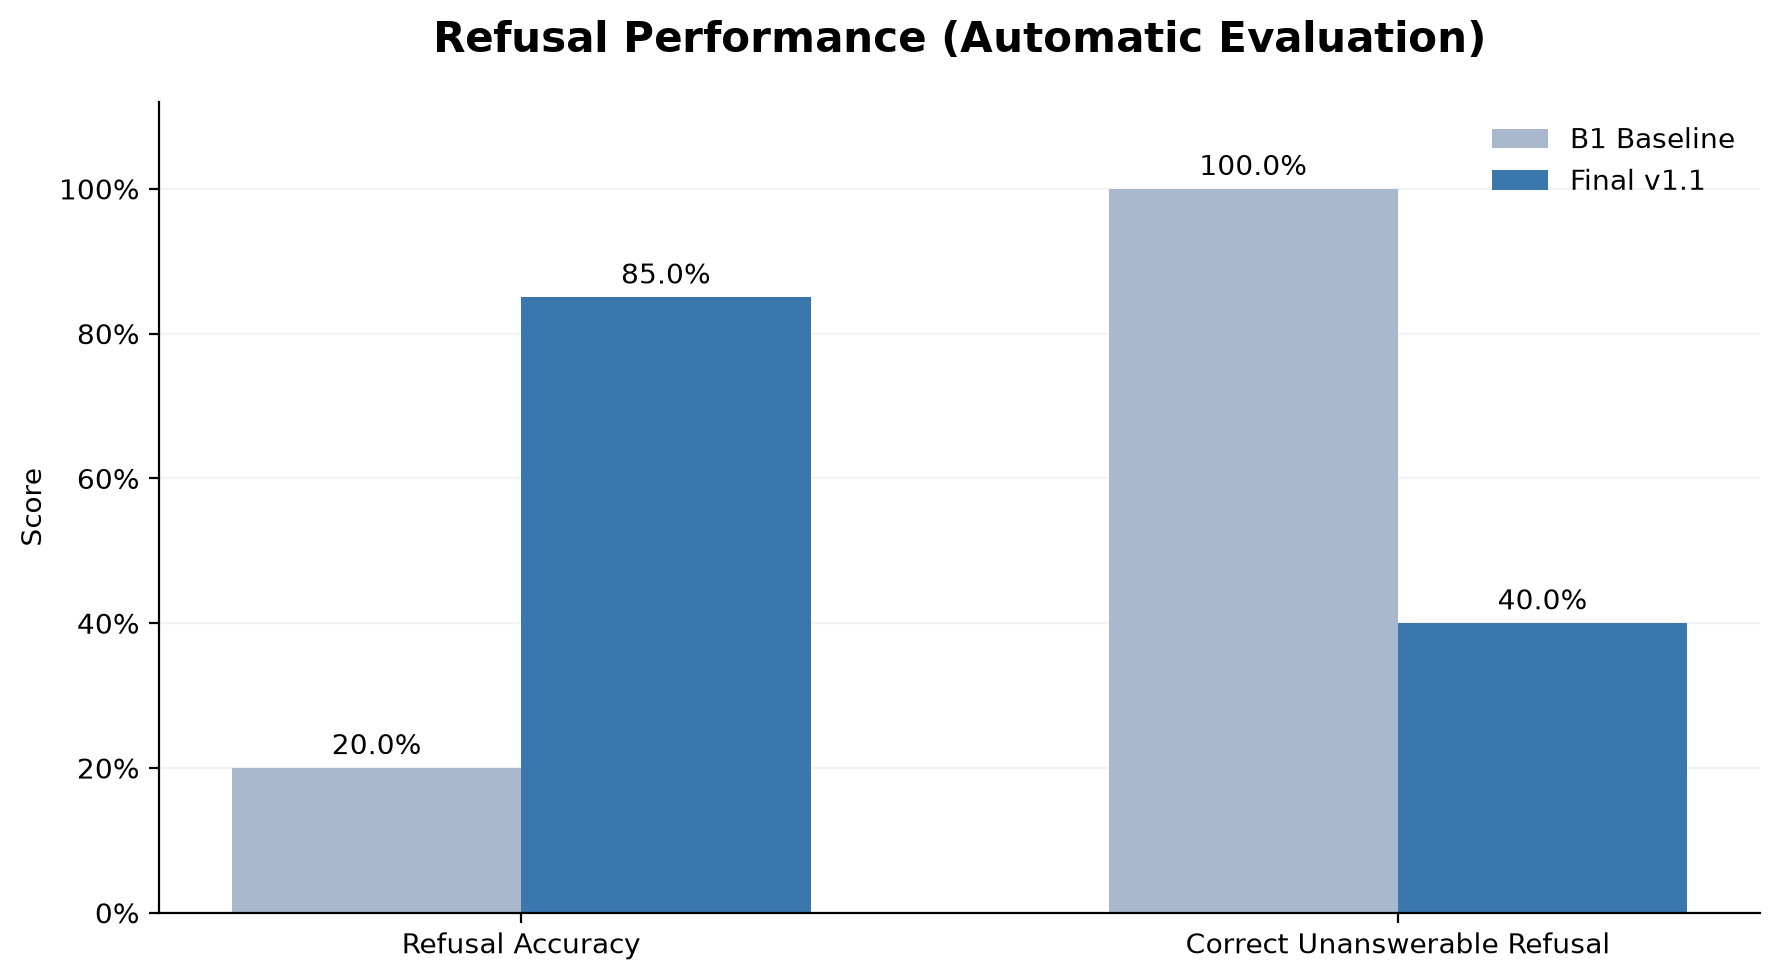 Refusal Performance (Automatic Evaluation)
B1 Baseline
Final v1.1
Score
100%
80%
60%
40%
20%
0%
20.0%
85.0%
100.0%
40.0%
Refusal Accuracy
Correct Unanswerable Refusal